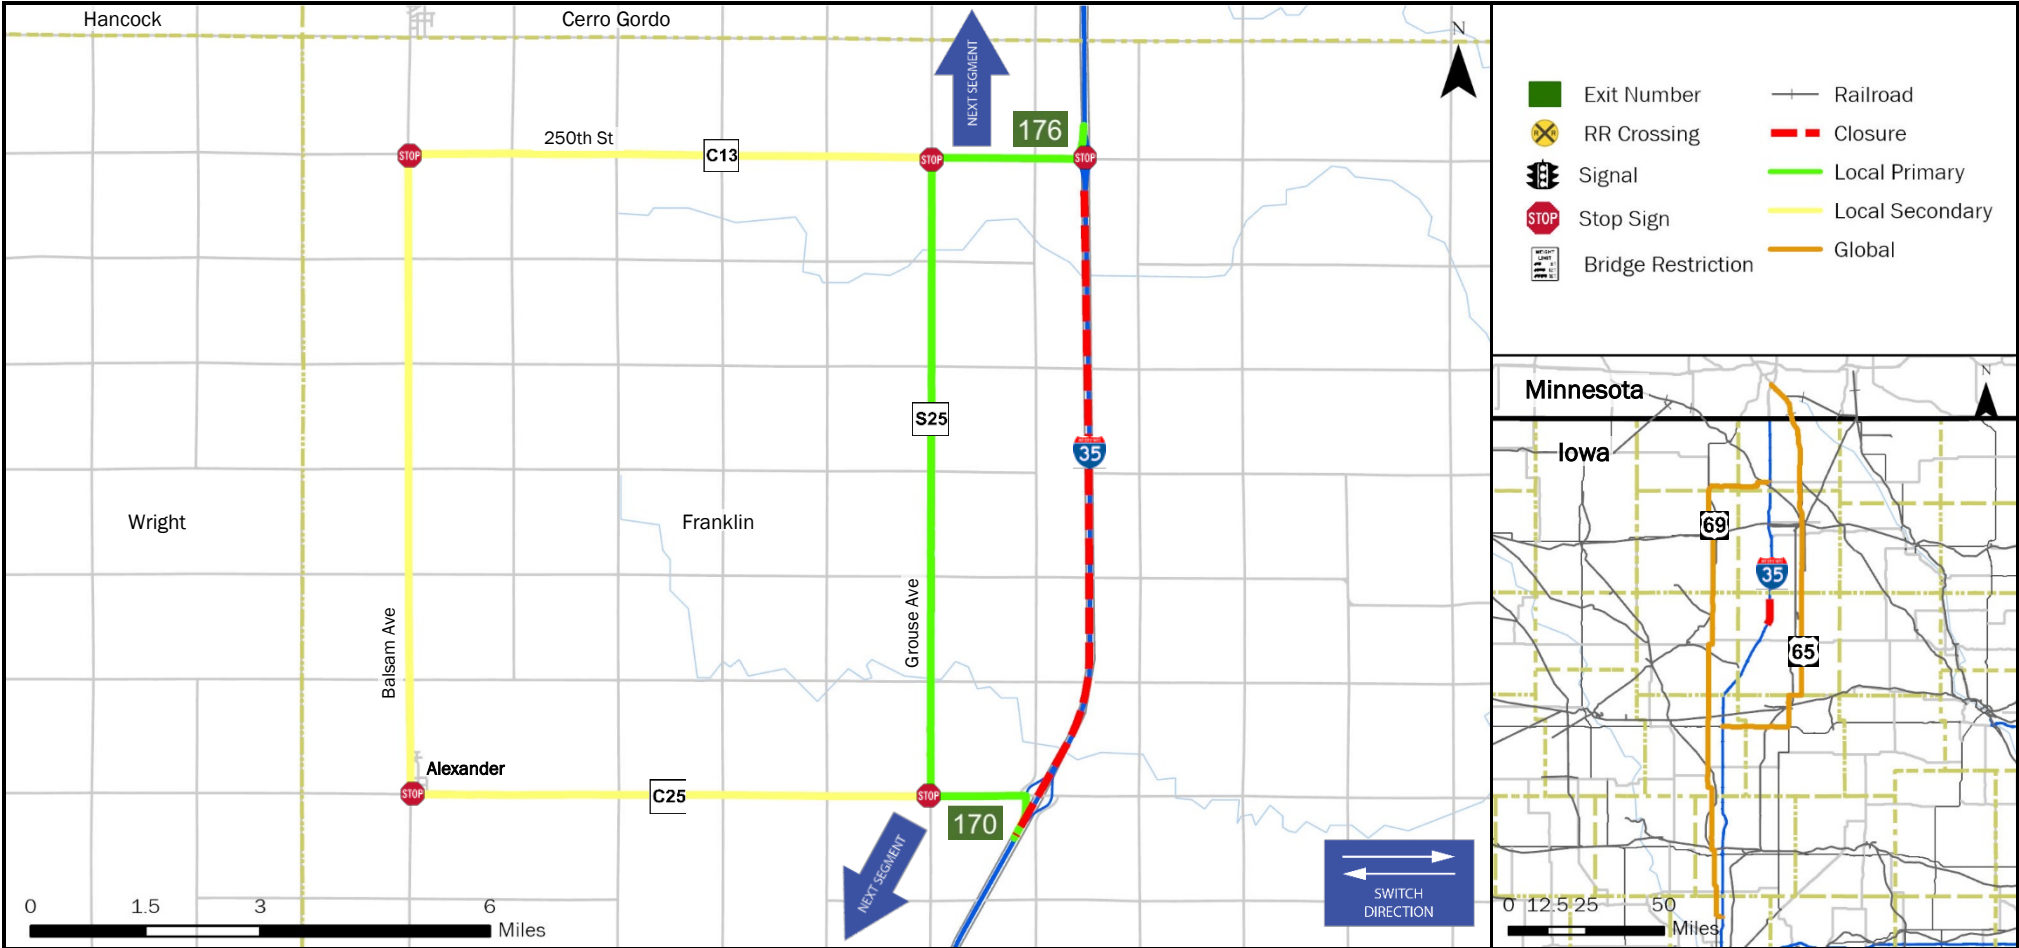 Hancock
Cerro Gordo
N
NEXT SEGMENT
176
250th St
C13
STOP
STOP
STOP
S25
35
Wright
Franklin
Balsam Ave
Grouse Ave
Alexander
STOP
C25
STOP
170
NEXT SEGMENT
SWITCH
DIRECTION
0 1.5 3 6
Miles
Exit Number
RR Crossing
Signal
STOP
Stop Sign
WEIGHT
LIMIT
Bridge Restriction
Railroad
Closure
Local Primary
Local Secondary
Global
Minnesota
N
Iowa
69
35
65
0 12.5 25 50
Miles